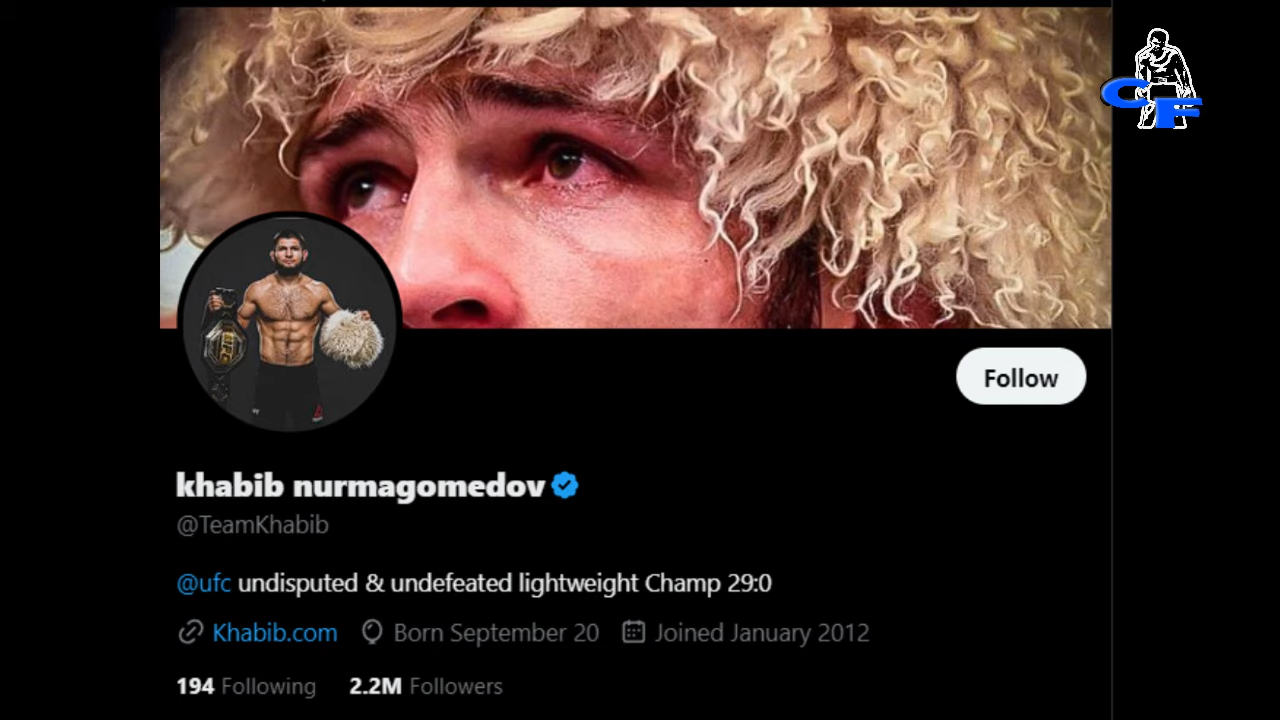 CF
Follow
khabib nurmagomedov
@TeamKhabib
@ufc undisputed & undefeated lightweight Champ 29:0
Khabib.com Born September 20 Joined January 2012
194 Following 2.2M Followers